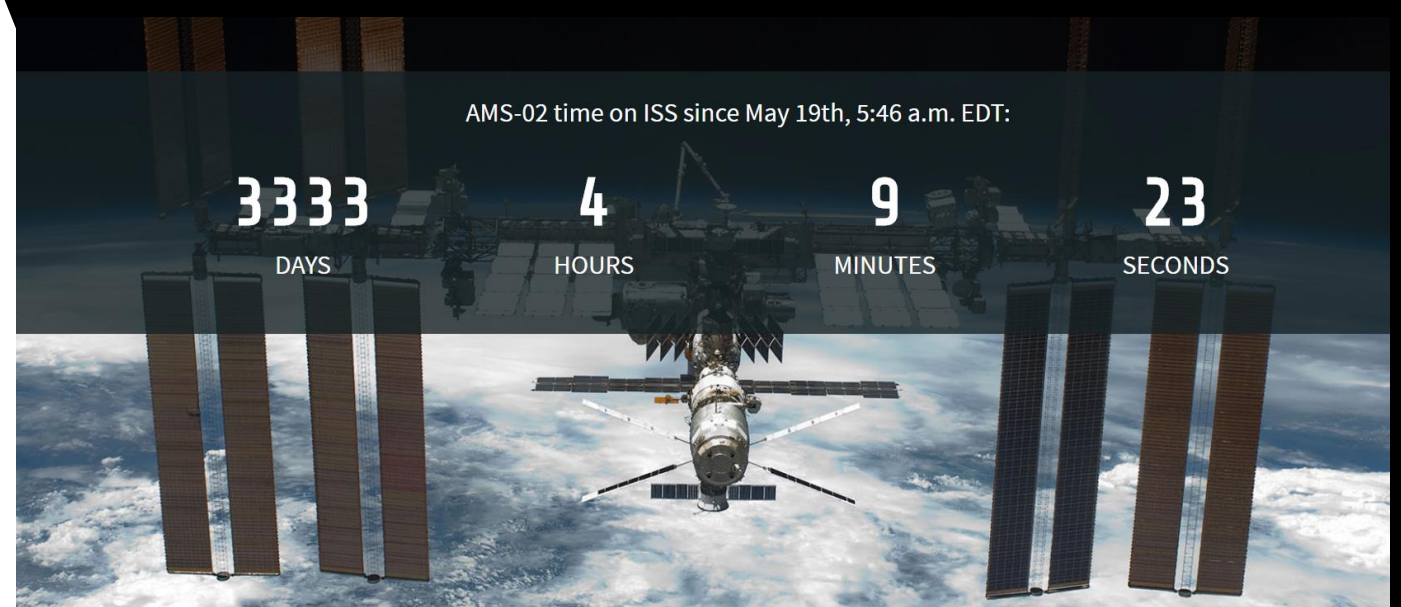 AMS-02 time on ISS since May 19th, 5:46 a.m. EDT:
3333 4 9 23
DAYS HOURS MINUTES SECONDS